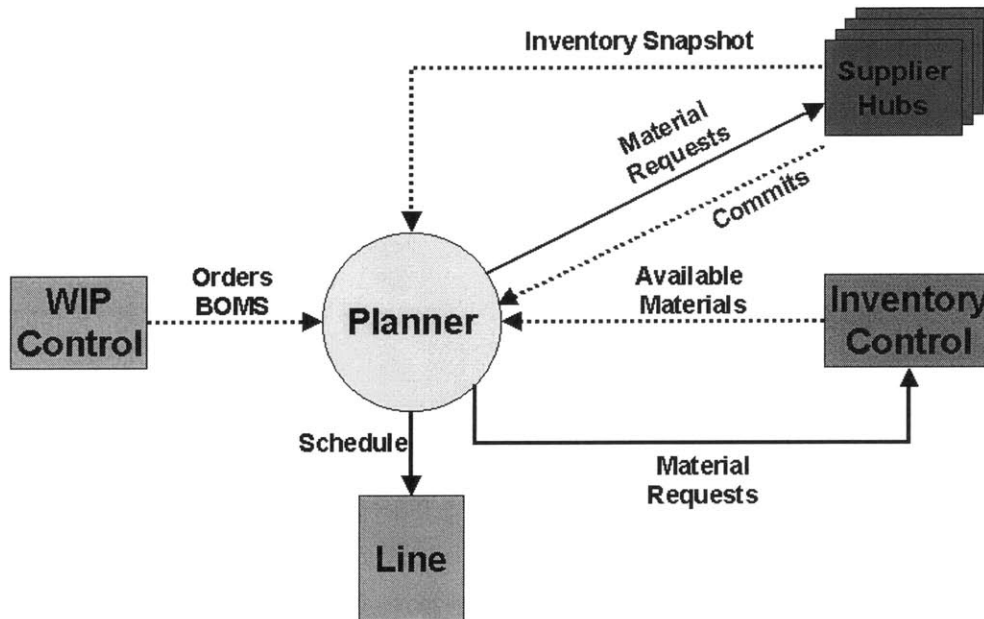 Inventory Snapshot
Supplier
Hubs
Material
Requests
Commits
WIP
Control
Orders
BOMS
Planner
Available
Materials
Inventory
Control
Schedule
Material
Requests
Line